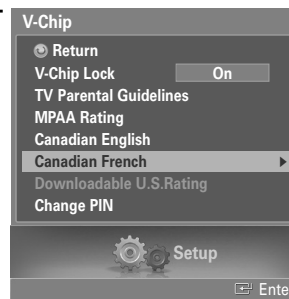 V-Chip
Return
V-Chip Lock On
TV Parental Guidelines
MPAA Rating
Canadian English
Canadian French
Downloadable U.S.Rating
Change PIN
Setup
Ente